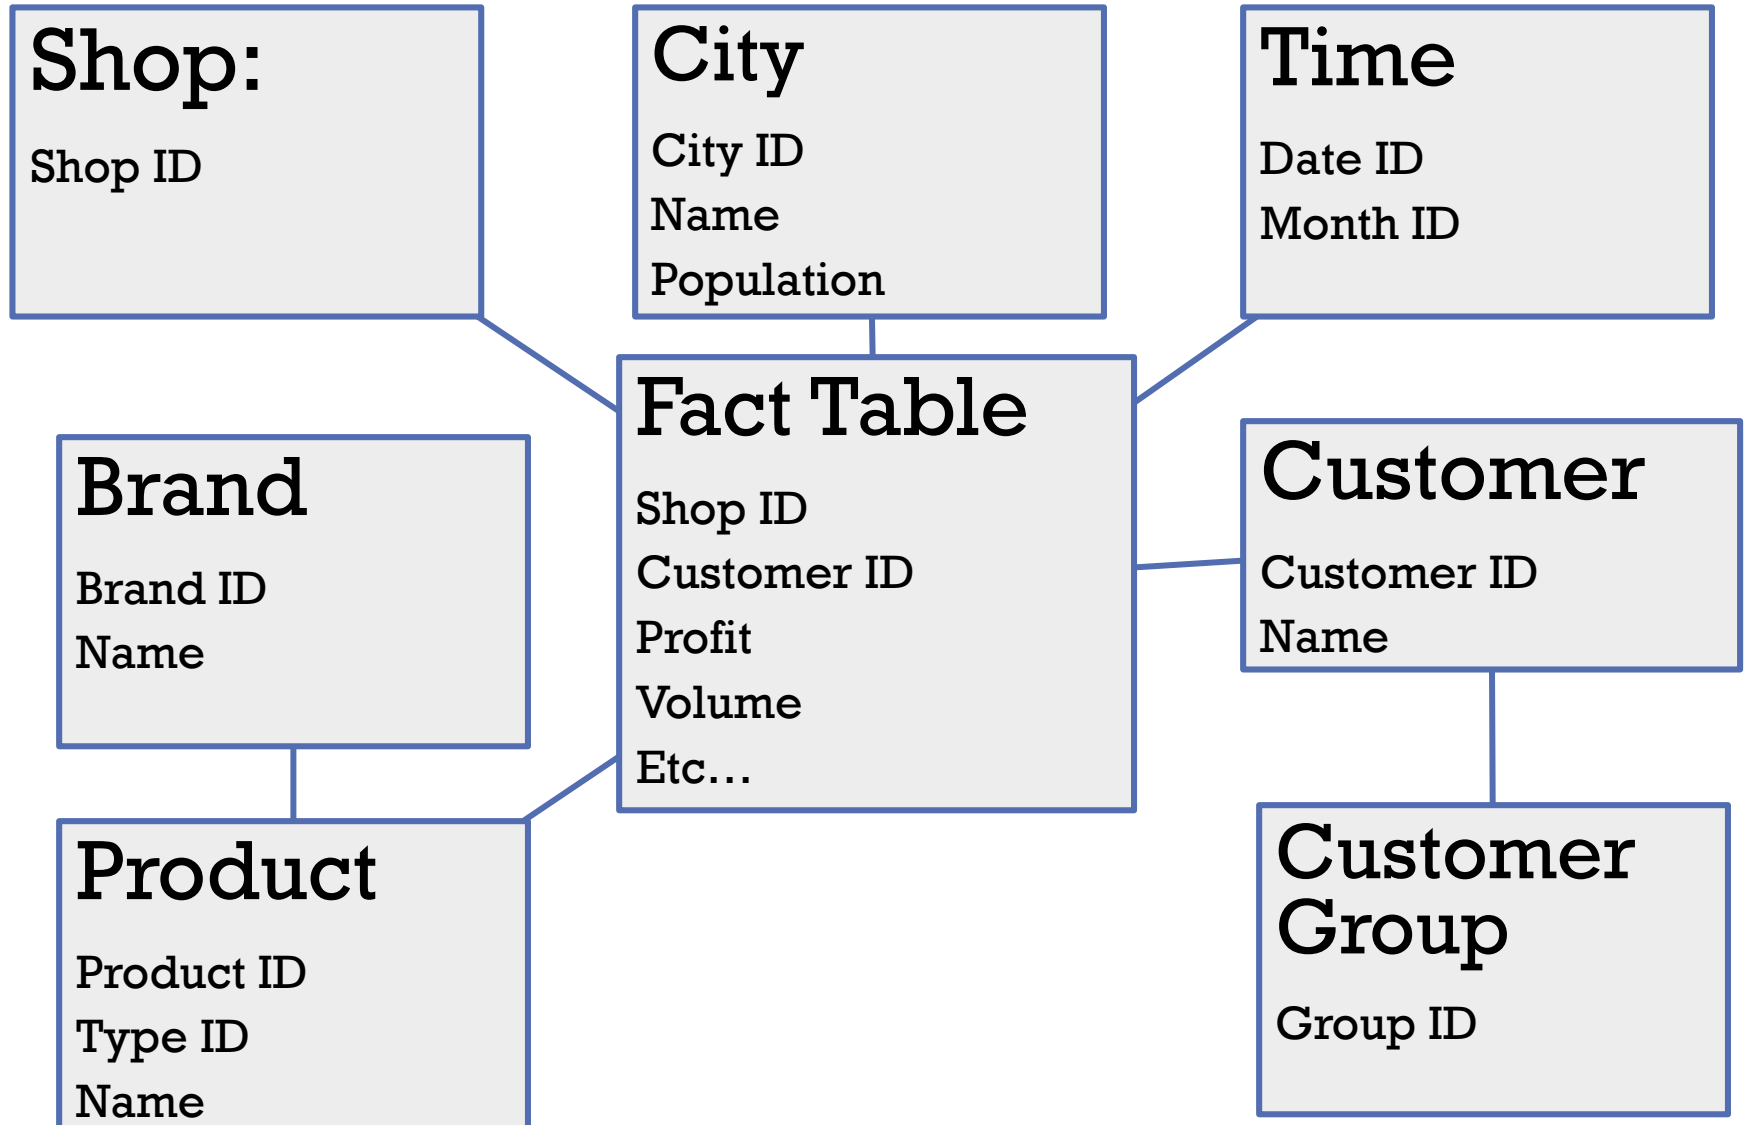 Shop:
Shop ID
City
City ID
Name
Population
Time
Date ID
Month ID
Fact Table
Shop ID
Customer ID
Profit
Volume
Etc...
Brand
Brand ID
Name
Customer
Customer ID
Name
Product
Product ID
Type ID
Name
Customer
Group
Group ID